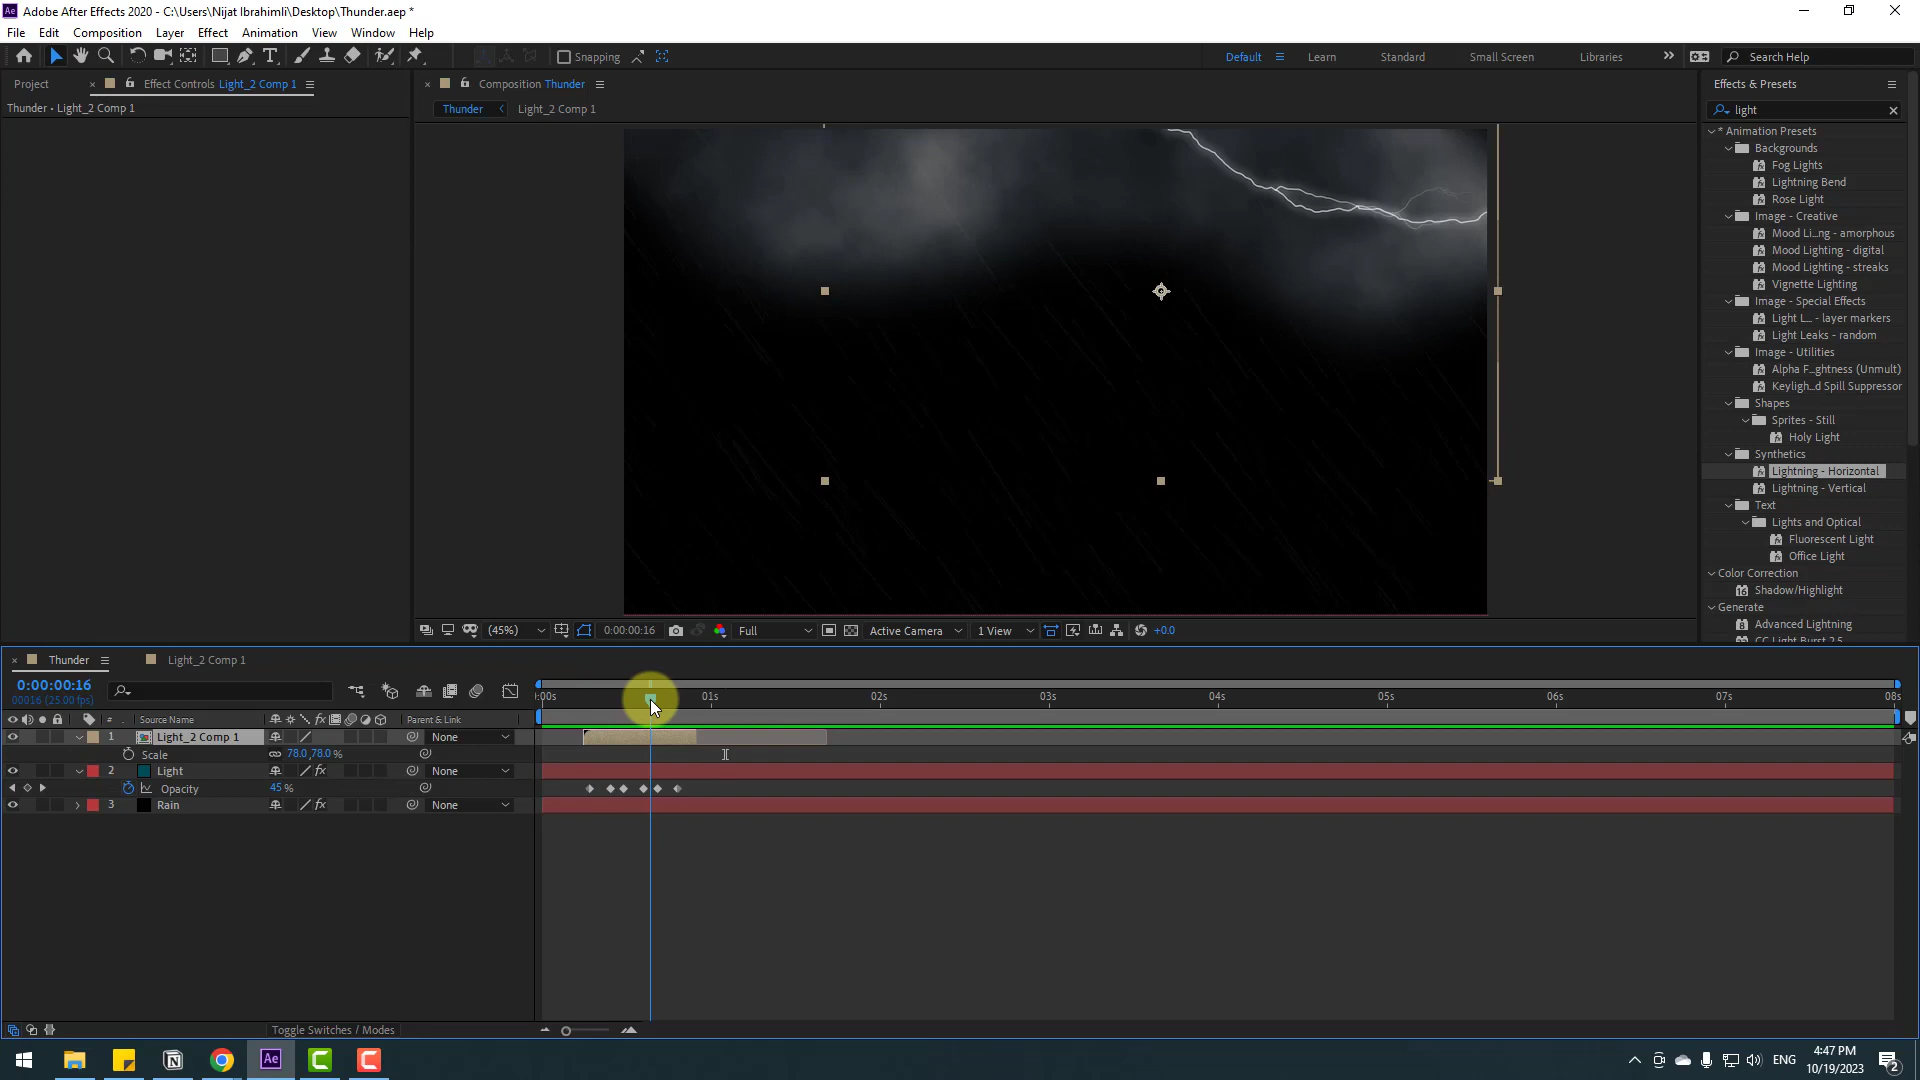 Adobe After Effects 2020 - C:\Users\Nijat Ibrahimli\Desktop\Thunder.aep *
File Edit Composition Layer Effect Animation View Window Help
Snapping
Default Learn Standard Small Screen Libraries Search Help
Project Effect Controls Light_2 Comp 1
Thunder • Light_2 Comp 1
Composition Thunder
Thunder Light_2 Comp 1
Effects & Presets
light
* Animation Presets
Backgrounds
Fog Lights
Lightning Bend
Rose Light
Image - Creative
Mood Li...ng - amorphous
Mood Lighting - digital
Mood Lighting - streaks
Vignette Lighting
Image - Special Effects
Light L... - layer markers
Light Leaks - random
Image - Utilities
Alpha F...ghtness (Unmult)
Keyligh...d Spill Suppressor
Shapes
Sprites - Still
Holy Light
Synthetics
Lightning - Horizontal
Lightning - Vertical
Text
Lights and Optical
Fluorescent Light
Office Light
Color Correction
Shadow/Highlight
Generate
Advanced Lightning
CC Light Burst 2.5
(45%) 0:00:00:16 Full Active Camera 1 View +0.0
Thunder Light_2 Comp 1
0:00:00:16
00016 (25.00 fps)
:00s 01s 02s 03s 04s 05s 06s 07s 08s
# Source Name Parent & Link
1 Light_2 Comp 1 None
Scale 78.0,78.0 %
2 Light None
Opacity 45 %
3 Rain None
Toggle Switches / Modes
ENG 4:47 PM
10/19/2023
2